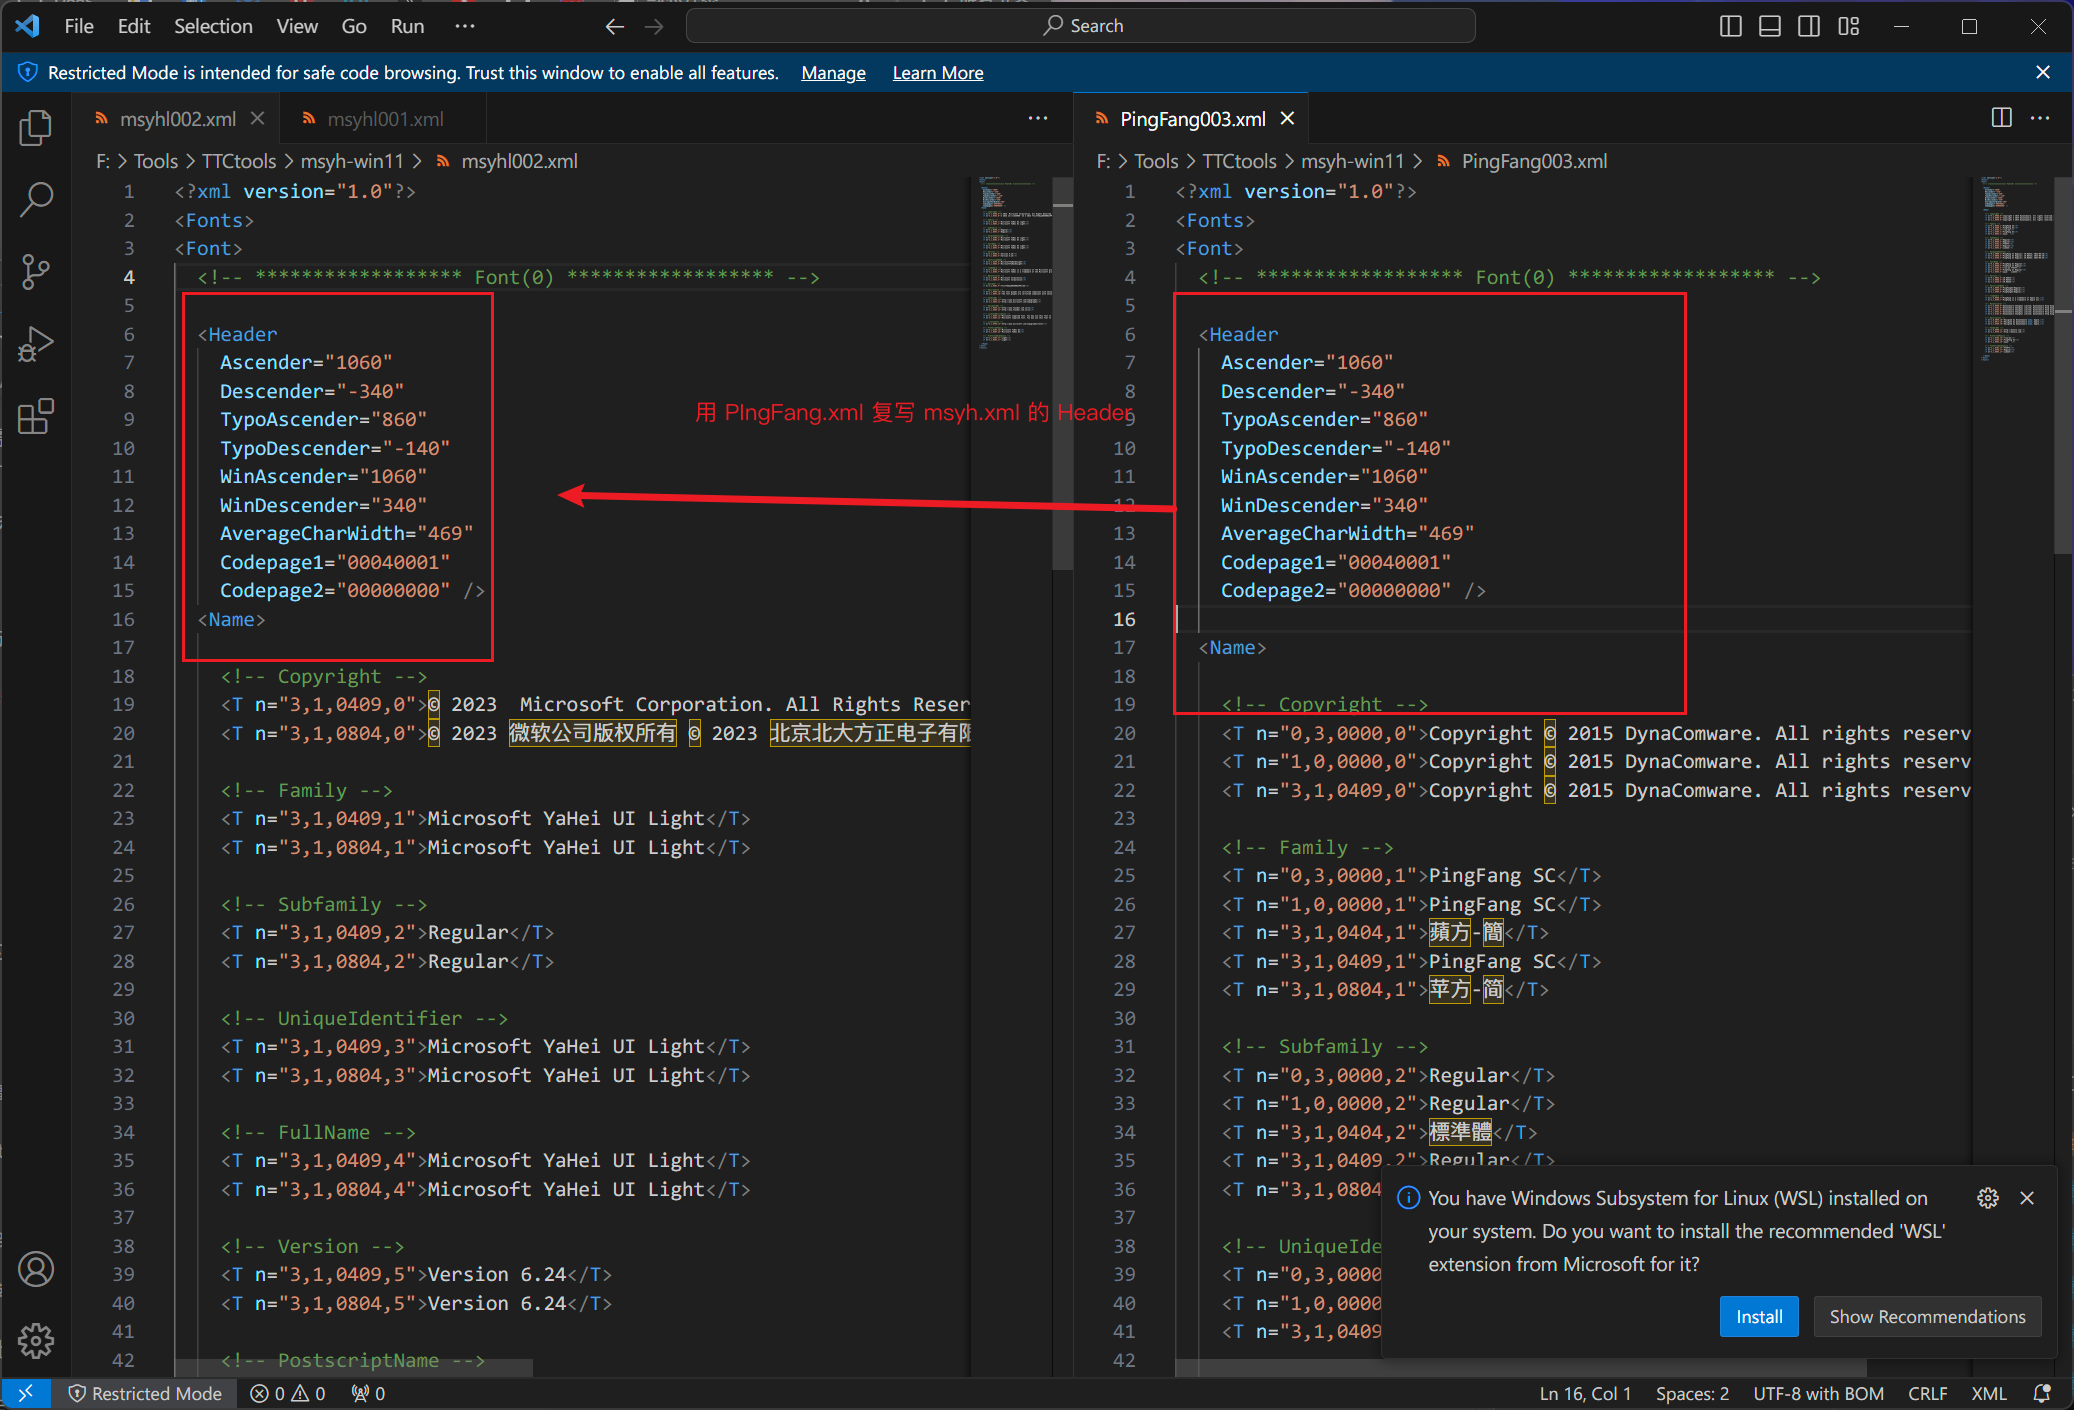 File Edit Selection View Go Run ··· Search
Restricted Mode is intended for safe code browsing. Trust this window to enable all features. Manage Learn More
msyhl002.xml msyhl001.xml
F: > Tools > TTCtools > msyh-win11 > msyhl002.xml
1 <?xml version="1.0"?>
2 <Fonts>
3 <Font>
4 <!-- ****************** Font(0) ****************** -->
5
6 <Header
7 Ascender="1060"
8 Descender="-340"
9 TypoAscender="860"
10 TypoDescender="-140"
11 WinAscender="1060"
12 WinDescender="340"
13 AverageCharWidth="469"
14 Codepage1="00040001"
15 Codepage2="00000000" />
16 <Name>
17
18 <!-- Copyright -->
19 <T n="3,1,0409,0">© 2023  Microsoft Corporation. All Rights Reser
20 <T n="3,1,0804,0">© 2023 微软公司版权所有 © 2023 北京北大方正电子有限
21
22 <!-- Family -->
23 <T n="3,1,0409,1">Microsoft YaHei UI Light</T>
24 <T n="3,1,0804,1">Microsoft YaHei UI Light</T>
25
26 <!-- Subfamily -->
27 <T n="3,1,0409,2">Regular</T>
28 <T n="3,1,0804,2">Regular</T>
29
30 <!-- UniqueIdentifier -->
31 <T n="3,1,0409,3">Microsoft YaHei UI Light</T>
32 <T n="3,1,0804,3">Microsoft YaHei UI Light</T>
33
34 <!-- FullName -->
35 <T n="3,1,0409,4">Microsoft YaHei UI Light</T>
36 <T n="3,1,0804,4">Microsoft YaHei UI Light</T>
37
38 <!-- Version -->
39 <T n="3,1,0409,5">Version 6.24</T>
40 <T n="3,1,0804,5">Version 6.24</T>
41
42 <!-- PostscriptName -->
用 PIngFang.xml 复写 msyh.xml 的 Header
PingFang003.xml
F: > Tools > TTCtools > msyh-win11 > PingFang003.xml
1 <?xml version="1.0"?>
2 <Fonts>
3 <Font>
4 <!-- ****************** Font(0) ****************** -->
5
6 <Header
7 Ascender="1060"
8 Descender="-340"
9 TypoAscender="860"
10 TypoDescender="-140"
11 WinAscender="1060"
12 WinDescender="340"
13 AverageCharWidth="469"
14 Codepage1="00040001"
15 Codepage2="00000000" />
16
17 <Name>
18
19 <!-- Copyright -->
20 <T n="0,3,0000,0">Copyright © 2015 DynaComware. All rights reserv
21 <T n="1,0,0000,0">Copyright © 2015 DynaComware. All rights reserv
22 <T n="3,1,0409,0">Copyright © 2015 DynaComware. All rights reserv
23
24 <!-- Family -->
25 <T n="0,3,0000,1">PingFang SC</T>
26 <T n="1,0,0000,1">PingFang SC</T>
27 <T n="3,1,0404,1">蘋方-簡</T>
28 <T n="3,1,0409,1">PingFang SC</T>
29 <T n="3,1,0804,1">苹方-简</T>
30
31 <!-- Subfamily -->
32 <T n="0,3,0000,2">Regular</T>
33 <T n="1,0,0000,2">Regular</T>
34 <T n="3,1,0404,2">標準體</T>
35 <T n="3,1,0409,2">Regular</T>
36 <T n="3,1,0804
37
38 <!-- UniqueIde
39 <T n="0,3,0000
40 <T n="1,0,0000
41 <T n="3,1,0409
42
You have Windows Subsystem for Linux (WSL) installed on
your system. Do you want to install the recommended 'WSL'
extension from Microsoft for it?
Install Show Recommendations
Restricted Mode 0 0 0 Ln 16, Col 1 Spaces: 2 UTF-8 with BOM CRLF XML